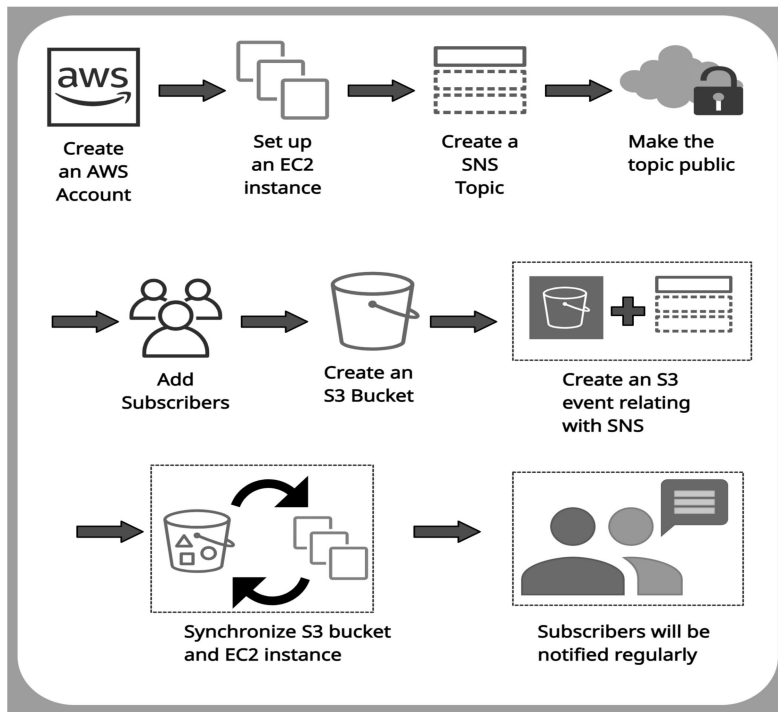 aws
Create
an AWS
Account
Set up
an EC2
instance
Create a
SNS
Topic
Make the
topic public
Add
Subscribers
Create an
S3 Bucket
Create an S3
event relating
with SNS
Synchronize S3 bucket
and EC2 instance
Subscribers will be
notified regularly